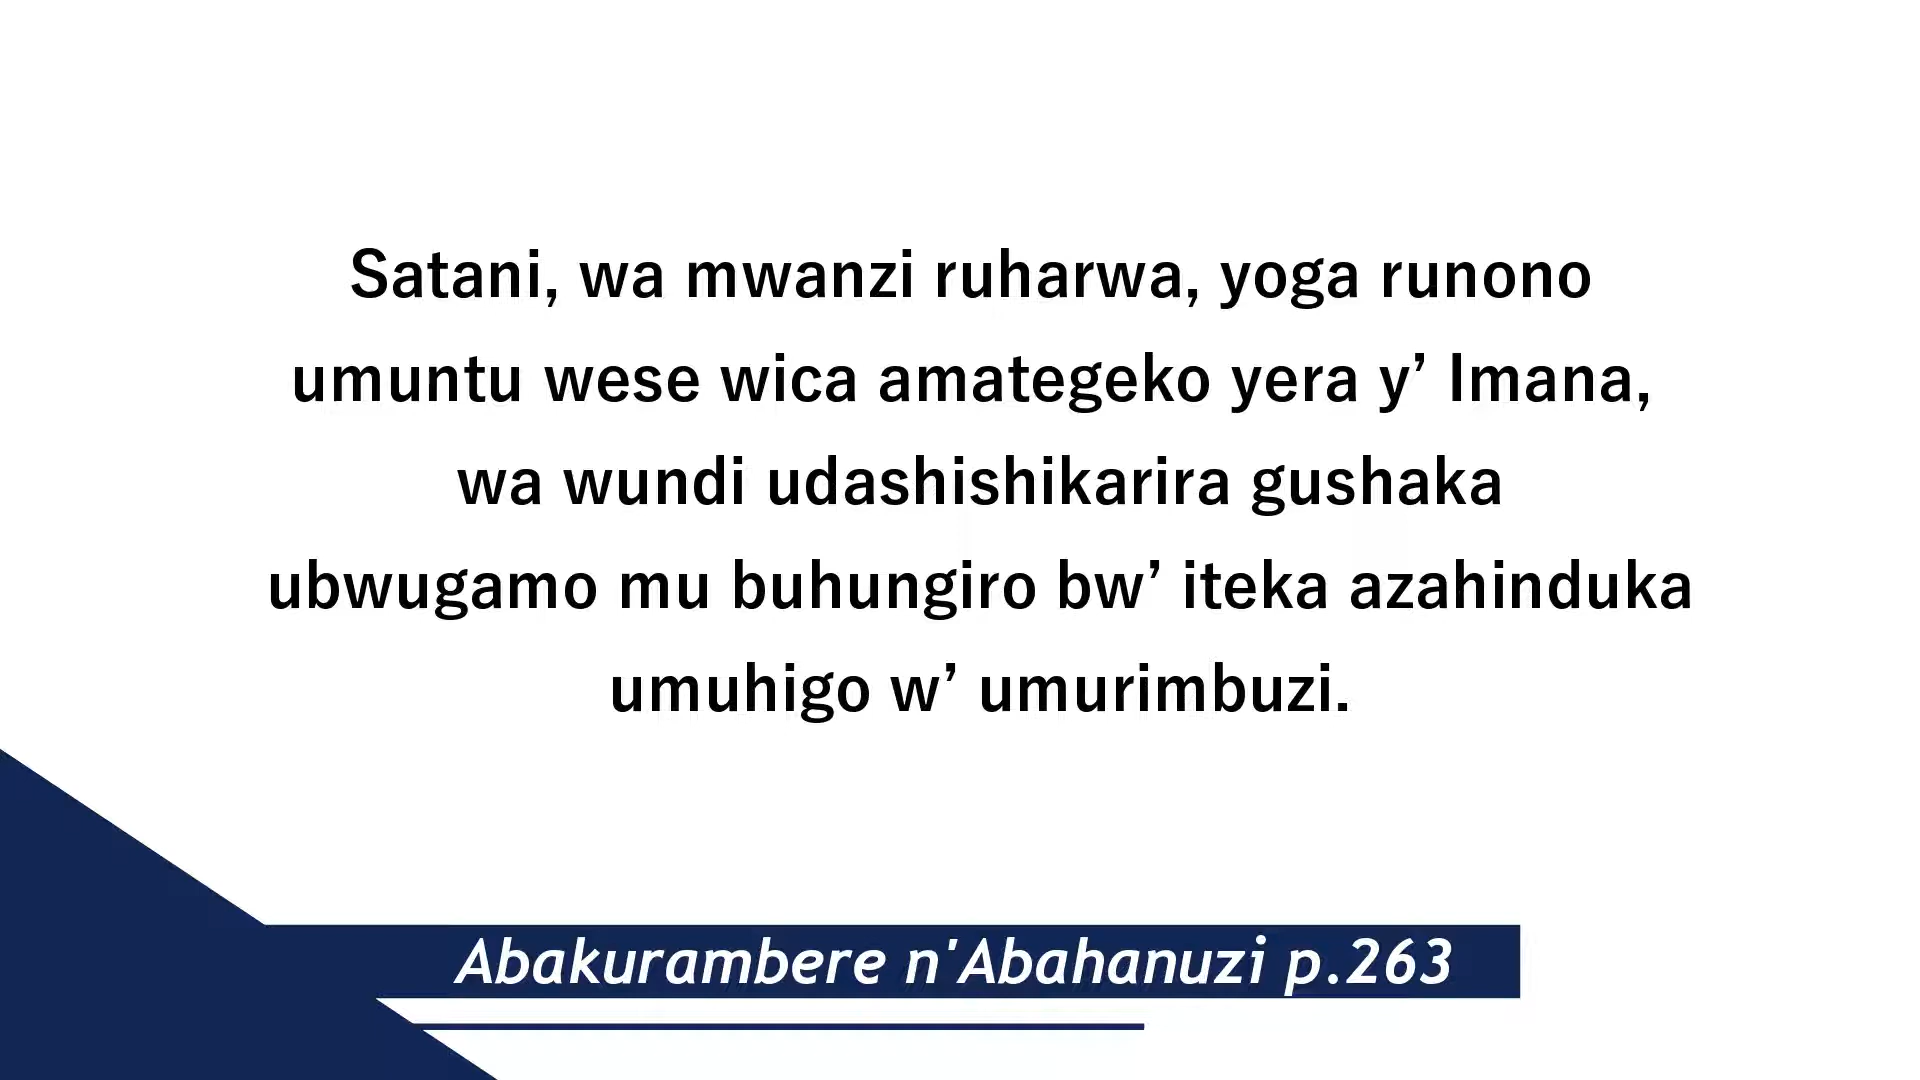 Satani, wa mwanzi ruharwa, yoga runono
umuntu wese wica amategeko yera y’ Imana,
wa wundi udashishikarira gushaka
ubwugamo mu buhungiro bw’ iteka azahinduka
umuhigo w’ umurimbuzi.
Abakurambere n'Abahanuzi p.263